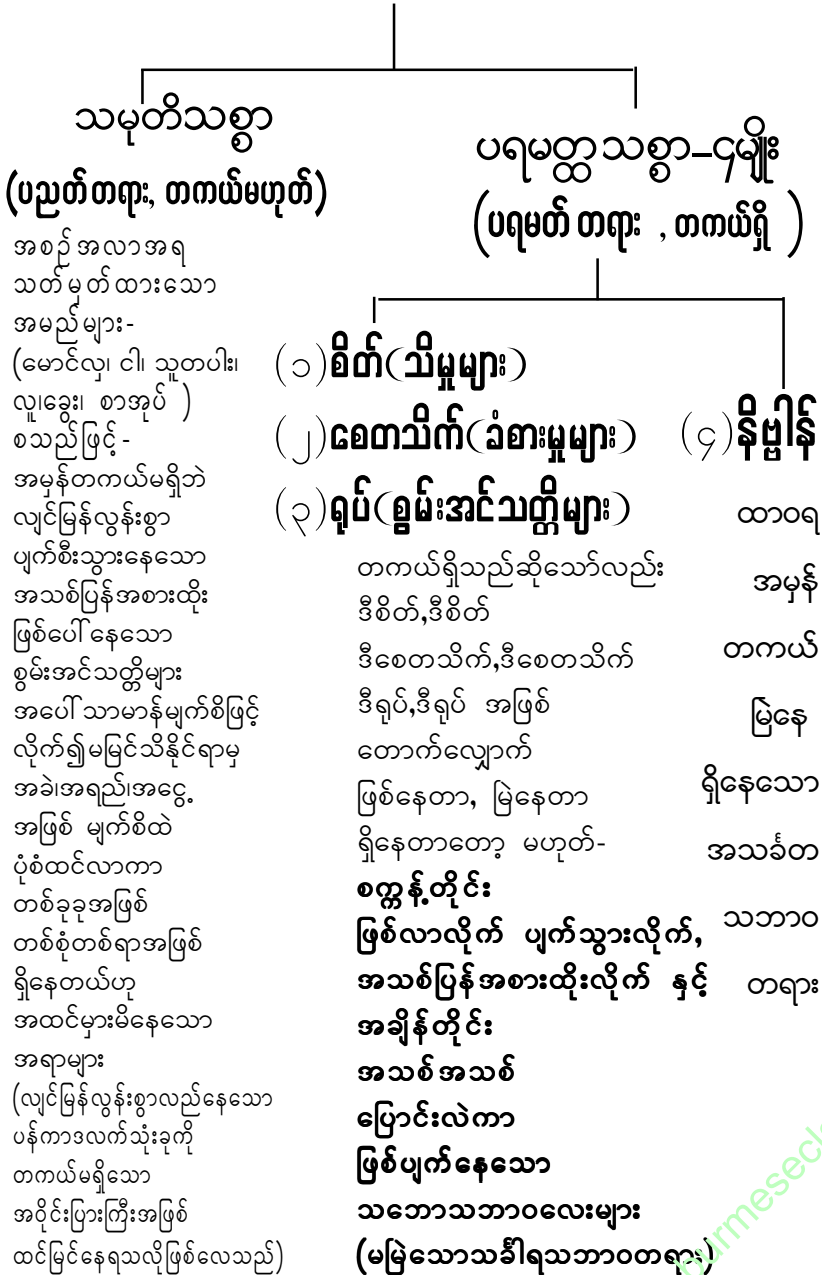 သမုတိသစ္စာ
(ပညတ်တရား, တကယ်မဟုတ်)
အစဉ်အလာအရ
သတ်မှတ်ထားသော
အမည်များ-
(မောင်လှ၊ ငါ၊ သူတပါး၊
လူ၊ခွေး၊ စာအုပ် )
စသည်ဖြင့်-
အမှန်တကယ်မရှိဘဲ
လျင်မြန်လွန်းစွာ
ပျက်စီးသွားနေသော
အသစ်ပြန်အစားထိုး
ဖြစ်ပေါ်နေသော
စွမ်းအင်သတ္တိများ
အပေါ်သာမာန်မျက်စိဖြင့်
လိုက်၍မမြင်သိနိုင်ရာမှ
အခဲ၊အရည်၊အငွေ့
အဖြစ် မျက်စိထဲ
ပုံစံထင်လာကာ
တစ်ခုခုအဖြစ်
တစ်စုံတစ်ရာအဖြစ်
ရှိနေတယ်ဟု
အထင်မှားမိနေသော
အရာများ
(လျင်မြန်လွန်းစွာလည်နေသော
ပန်ကာဒလက်သုံးခုကို
တကယ်မရှိသော
အဝိုင်းပြားကြီးအဖြစ်
ထင်မြင်နေရသလိုဖြစ်လေသည်)
ပရမတ္ထသစ္စာ–၄မျိုး
(ပရမတ် တရား , တကယ်ရှိ )
(၁)စိတ်(သိမှုများ)
(၂)စေတသိက်(ခံစားမှုများ)
(၃)ရုပ်(စွမ်းအင်သတ္တိများ)
တကယ်ရှိသည်ဆိုသော်လည်း
ဒီစိတ်,ဒီစိတ်
ဒီစေတသိက်,ဒီစေတသိက်
ဒီရုပ်,ဒီရုပ် အဖြစ်
တောက်လျှောက်
ဖြစ်နေတာ, မြဲနေတာ
ရှိနေတာတော့ မဟုတ်-
စက္ကန့်တိုင်း
ဖြစ်လာလိုက် ပျက်သွားလိုက်,
အသစ်ပြန်အစားထိုးလိုက် နှင့်
အချိန်တိုင်း
အသစ်အသစ်
ပြောင်းလဲကာ
ဖြစ်ပျက်နေသော
သဘောသဘာဝလေးများ
(မမြဲသောသင်္ခါရသဘာဝတရား)
(၄)နိဗ္ဗါန်
ထာဝရ
အမှန်
တကယ်
မြဲနေ
ရှိနေသော
အသင်္ခတ
သဘာဝ
တရား